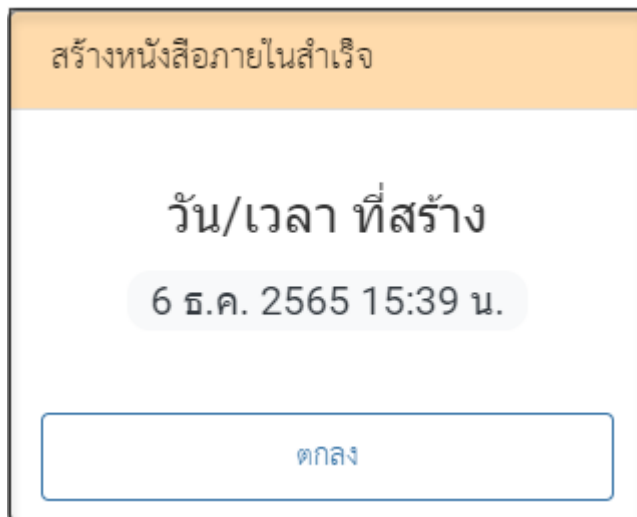 สร้างหนังสือภายในสำเร็จ
วัน/เวลา ที่สร้าง
6 ธ.ค. 2565 15:39 น.
ตกลง